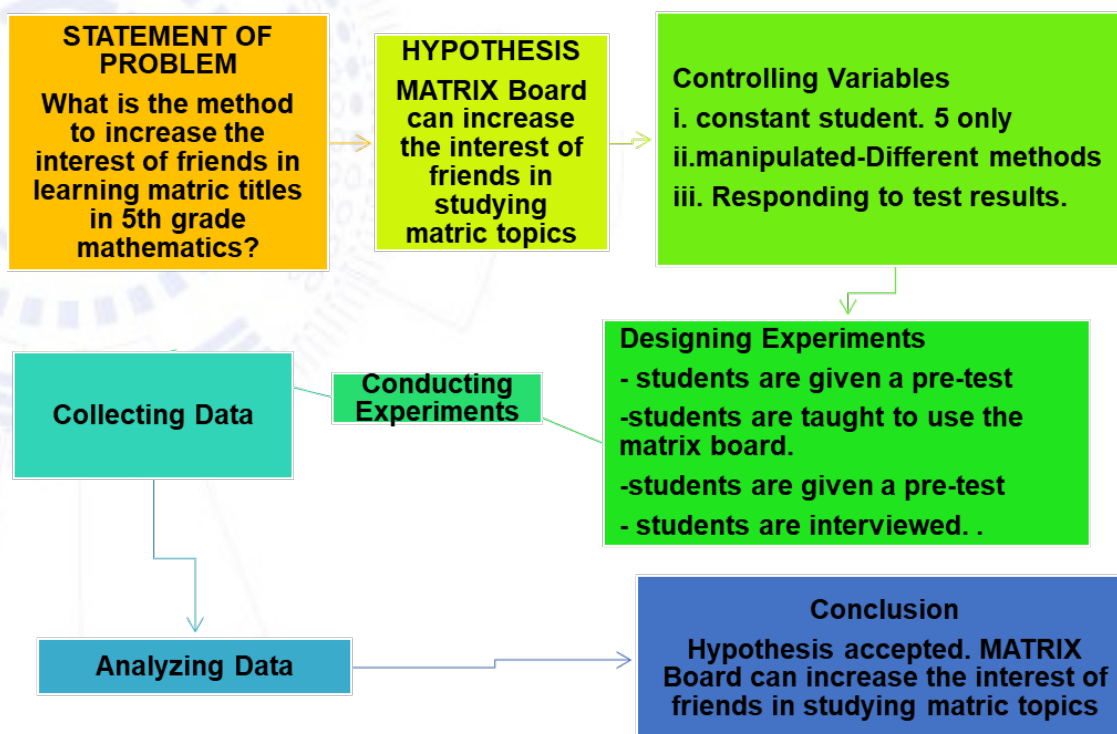 STATEMENT OF
PROBLEM
What is the method
to increase the
interest of friends in
learning matric titles
in 5th grade
mathematics?
HYPOTHESIS
MATRIX Board
can increase
the interest of
friends in
studying
matric topics
Controlling Variables
i. constant student. 5 only
ii.manipulated-Different methods
iii. Responding to test results.
Designing Experiments
- students are given a pre-test
-students are taught to use the
matrix board.
-students are given a pre-test
- students are interviewed. .
Conducting
Experiments
Collecting Data
Analyzing Data
Conclusion
Hypothesis accepted. MATRIX
Board can increase the interest of
friends in studying matric topics